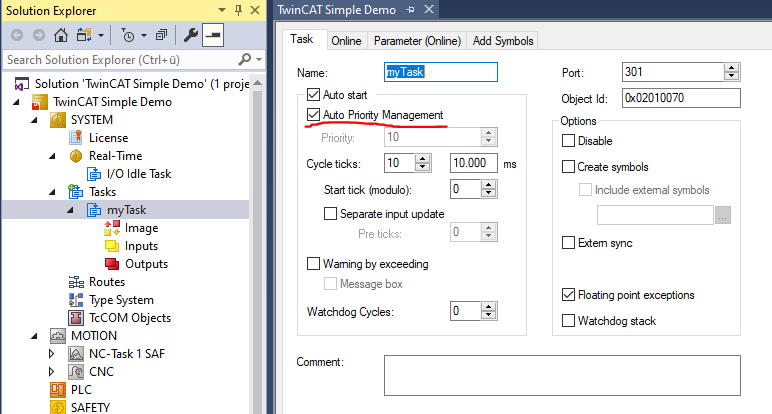 Solution Explorer
Search Solution Explorer (Ctrl+ü)
Solution 'TwinCAT Simple Demo' (1 proje
TwinCAT Simple Demo
SYSTEM
License
Real-Time
I/O Idle Task
Tasks
myTask
Image
Inputs
Outputs
Routes
Type System
TcCOM Objects
MOTION
NC-Task 1 SAF
CNC
PLC
SAFETY
TwinCAT Simple Demo
Task Online Parameter (Online) Add Symbols
Name: myTask
Auto start
Auto Priority Management
Priority: 10
Cycle ticks: 10 10.000 ms
Start tick (modulo): 0
Separate input update
Pre ticks: 0
Warning by exceeding
Message box
Watchdog Cycles: 0
Port: 301
Object Id: 0x02010070
Options
Disable
Create symbols
Include external symbols
...
Extern sync
Floating point exceptions
Watchdog stack
Comment: